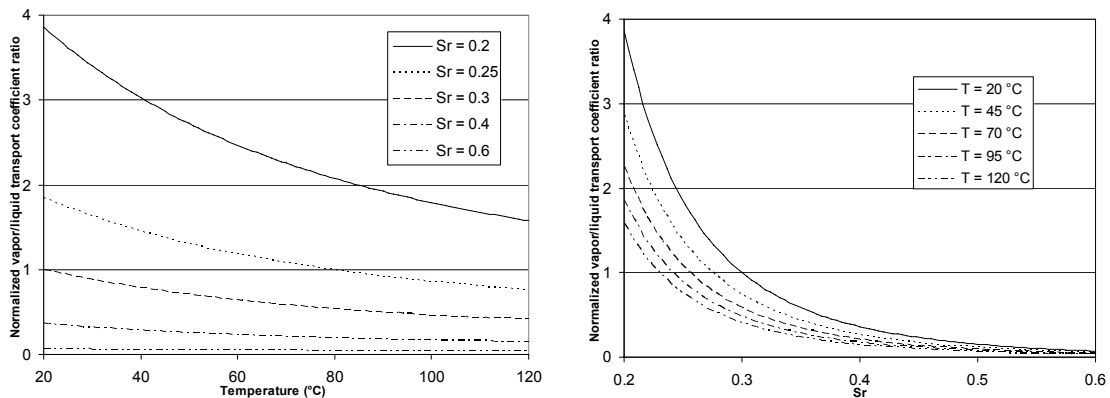 Normalized vapor/liquid transport coefficient ratio
4
3
2
1
0
20
40
60
80
100
120
Temperature (°C)
Sr = 0.2
Sr = 0.25
Sr = 0.3
Sr = 0.4
Sr = 0.6
Normalized vapor/liquid transport coefficient ratio
4
3
2
1
0
0.2
0.3
0.4
0.5
0.6
Sr
T = 20 °C
T = 45 °C
T = 70 °C
T = 95 °C
T = 120 °C